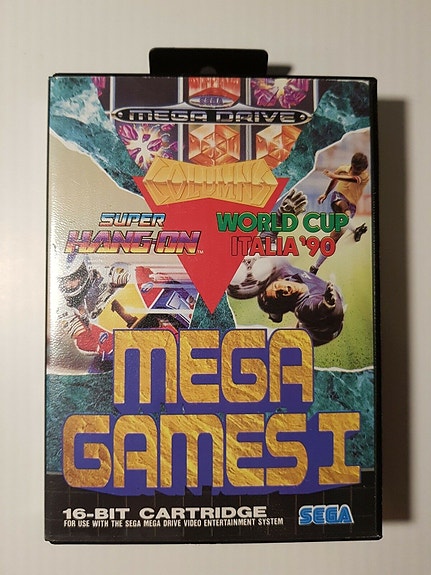 SEGA
MEGA DRIVE
COLUMNS
SUPER
HANG-ON™
WORLD CUP
ITALIA '90
MEGA
GAMES I
16-BIT CARTRIDGE
FOR USE WITH THE SEGA MEGA DRIVE VIDEO ENTERTAINMENT SYSTEM
SEGA